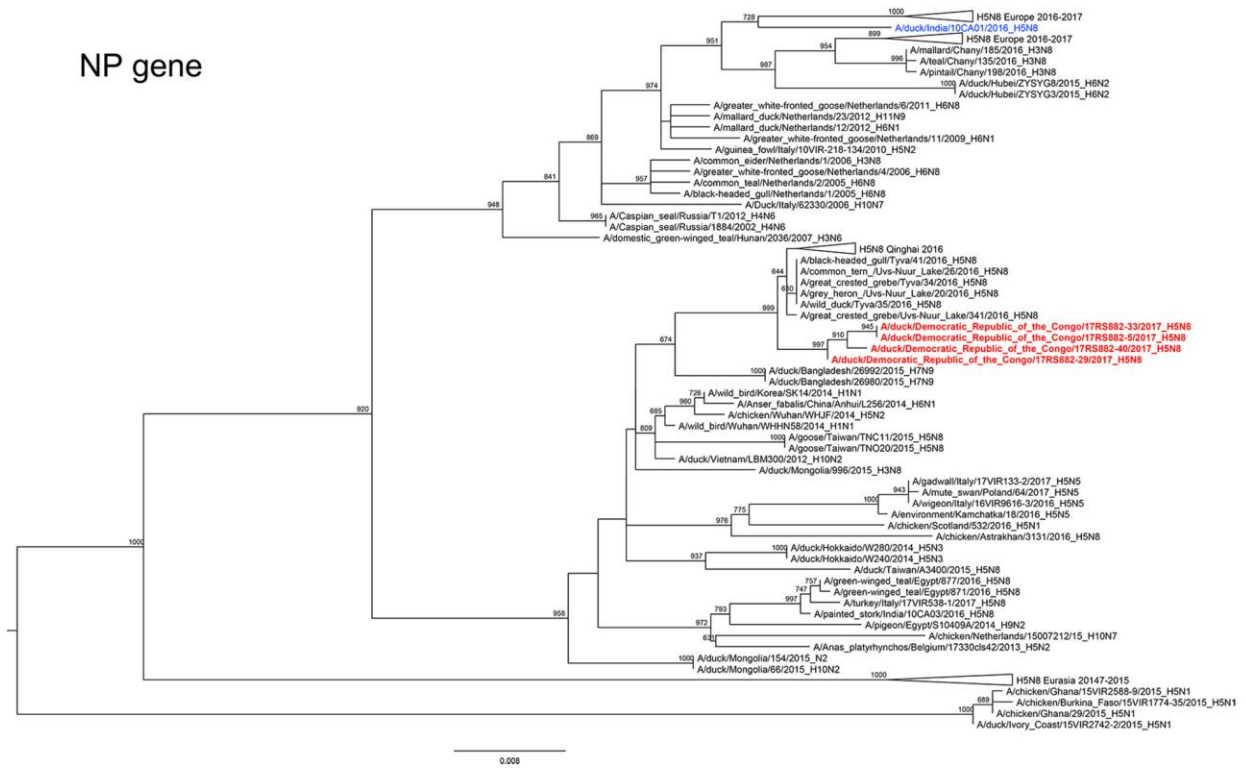 NP gene
1000
H5N8 Europe 2016-2017
728
A/duck/India/10CA01/2016_H5N8
951
899
H5N8 Europe 2016-2017
954
A/mallard/Chany/185/2016_H3N8
996
A/teal/Chany/135/2016_H3N8
987
A/pintail/Chany/198/2016_H3N8
974
1000
A/duck/Hubei/ZYSYG8/2015_H6N2
A/duck/Hubei/ZYSYG3/2015_H6N2
A/greater_white-fronted_goose/Netherlands/6/2011_H6N8
A/mallard_duck/Netherlands/23/2012_H11N9
A/mallard_duck/Netherlands/12/2012_H6N1
869
A/greater_white-fronted_goose/Netherlands/11/2009_H6N1
A/guinea_fowl/Italy/10VIR-218-134/2010_H5N2
A/common_eider/Netherlands/1/2006_H3N8
841
A/greater_white-fronted_goose/Netherlands/4/2006_H6N8
957
A/common_teal/Netherlands/2/2005_H6N8
A/black-headed_gull/Netherlands/1/2005_H6N8
948
A/Duck/Italy/62330/2006_H10N7
965
A/Caspian_seal/Russia/T1/2012_H4N6
A/Caspian_seal/Russia/1884/2002_H4N6
A/domestic_green-winged_teal/Hunan/2036/2007_H3N6
H5N8 Qinghai 2016
A/black-headed_gull/Tyva/41/2016_H5N8
644
A/common_tern_/Uvs-Nuur_Lake/26/2016_H5N8
A/great_crested_grebe/Tyva/34/2016_H5N8
630
A/grey_heron_/Uvs-Nuur_Lake/20/2016_H5N8
A/wild_duck/Tyva/35/2016_H5N8
999
A/great_crested_grebe/Uvs-Nuur_Lake/341/2016_H5N8
945
A/duck/Democratic_Republic_of_the_Congo/17RS882-33/2017_H5N8
910
A/duck/Democratic_Republic_of_the_Congo/17RS882-5/2017_H5N8
674
997
A/duck/Democratic_Republic_of_the_Congo/17RS882-40/2017_H5N8
A/duck/Democratic_Republic_of_the_Congo/17RS882-29/2017_H5N8
1000
A/duck/Bangladesh/26992/2015_H7N9
A/duck/Bangladesh/26980/2015_H7N9
726
A/wild_bird/Korea/SK14/2014_H1N1
960
A/Anser_fabalis/China/Anhui/L256/2014_H6N1
685
A/chicken/Wuhan/WHJF/2014_H5N2
920
A/wild_bird/Wuhan/WHHN58/2014_H1N1
809
1000
A/goose/Taiwan/TNC11/2015_H5N8
A/goose/Taiwan/TNO20/2015_H5N8
A/duck/Vietnam/LBM300/2012_H10N2
A/duck/Mongolia/996/2015_H3N8
A/gadwall/Italy/17VIR133-2/2017_H5N5
943
A/mute_swan/Poland/64/2017_H5N5
1000
A/wigeon/Italy/16VIR9616-3/2016_H5N5
775
A/environment/Kamchatka/18/2016_H5N5
976
A/chicken/Scotland/532/2016_H5N1
A/chicken/Astrakhan/3131/2016_H5N8
1000
1000
A/duck/Hokkaido/W280/2014_H5N3
937
A/duck/Hokkaido/W240/2014_H5N3
A/duck/Taiwan/A3400/2015_H5N8
757
A/green-winged_teal/Egypt/877/2016_H5N8
747
A/green-winged_teal/Egypt/871/2016_H5N8
997
A/turkey/Italy/17VIR538-1/2017_H5N8
958
793
A/painted_stork/India/10CA03/2016_H5N8
972
A/pigeon/Egypt/S10409A/2014_H9N2
A/chicken/Netherlands/15007212/15_H10N7
A/Anas_platyrhynchos/Belgium/17330cls42/2013_H5N2
1000
A/duck/Mongolia/154/2015_N2
A/duck/Mongolia/66/2015_H10N2
1000
H5N8 Eurasia 20147-2015
A/chicken/Ghana/15VIR2588-9/2015_H5N1
689
A/chicken/Burkina_Faso/15VIR1774-35/2015_H5N1
1000
A/chicken/Ghana/29/2015_H5N1
A/duck/Ivory_Coast/15VIR2742-2/2015_H5N1
0.008